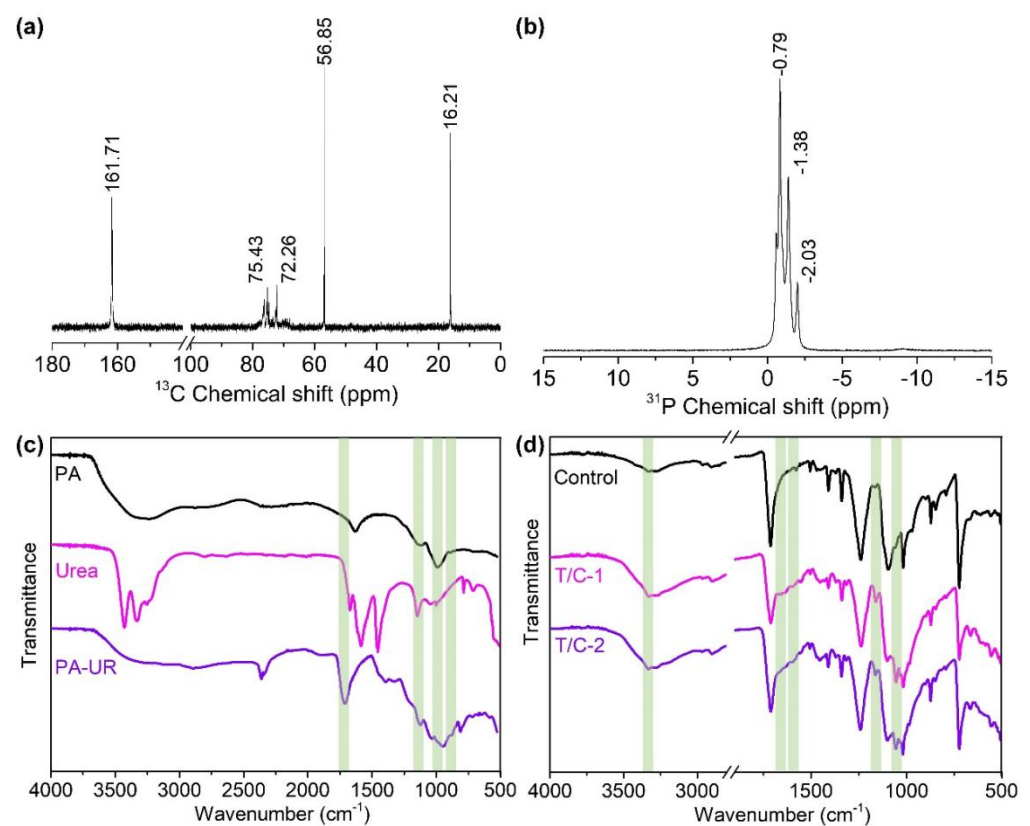 (a)
161.71
75.43
72.26
56.85
16.21
180 160 100 80 60 40 20 0
¹³C Chemical shift (ppm)
(b)
-0.79
-1.38
-2.03
15 10 5 0 -5 -10 -15
³¹P Chemical shift (ppm)
(c)
PA
Urea
PA-UR
Transmittance
4000 3500 3000 2500 2000 1500 1000 500
Wavenumber (cm⁻¹)
(d)
Control
T/C-1
T/C-2
Transmittance
4000 3500 3000 1500 1000 500
Wavenumber (cm⁻¹)